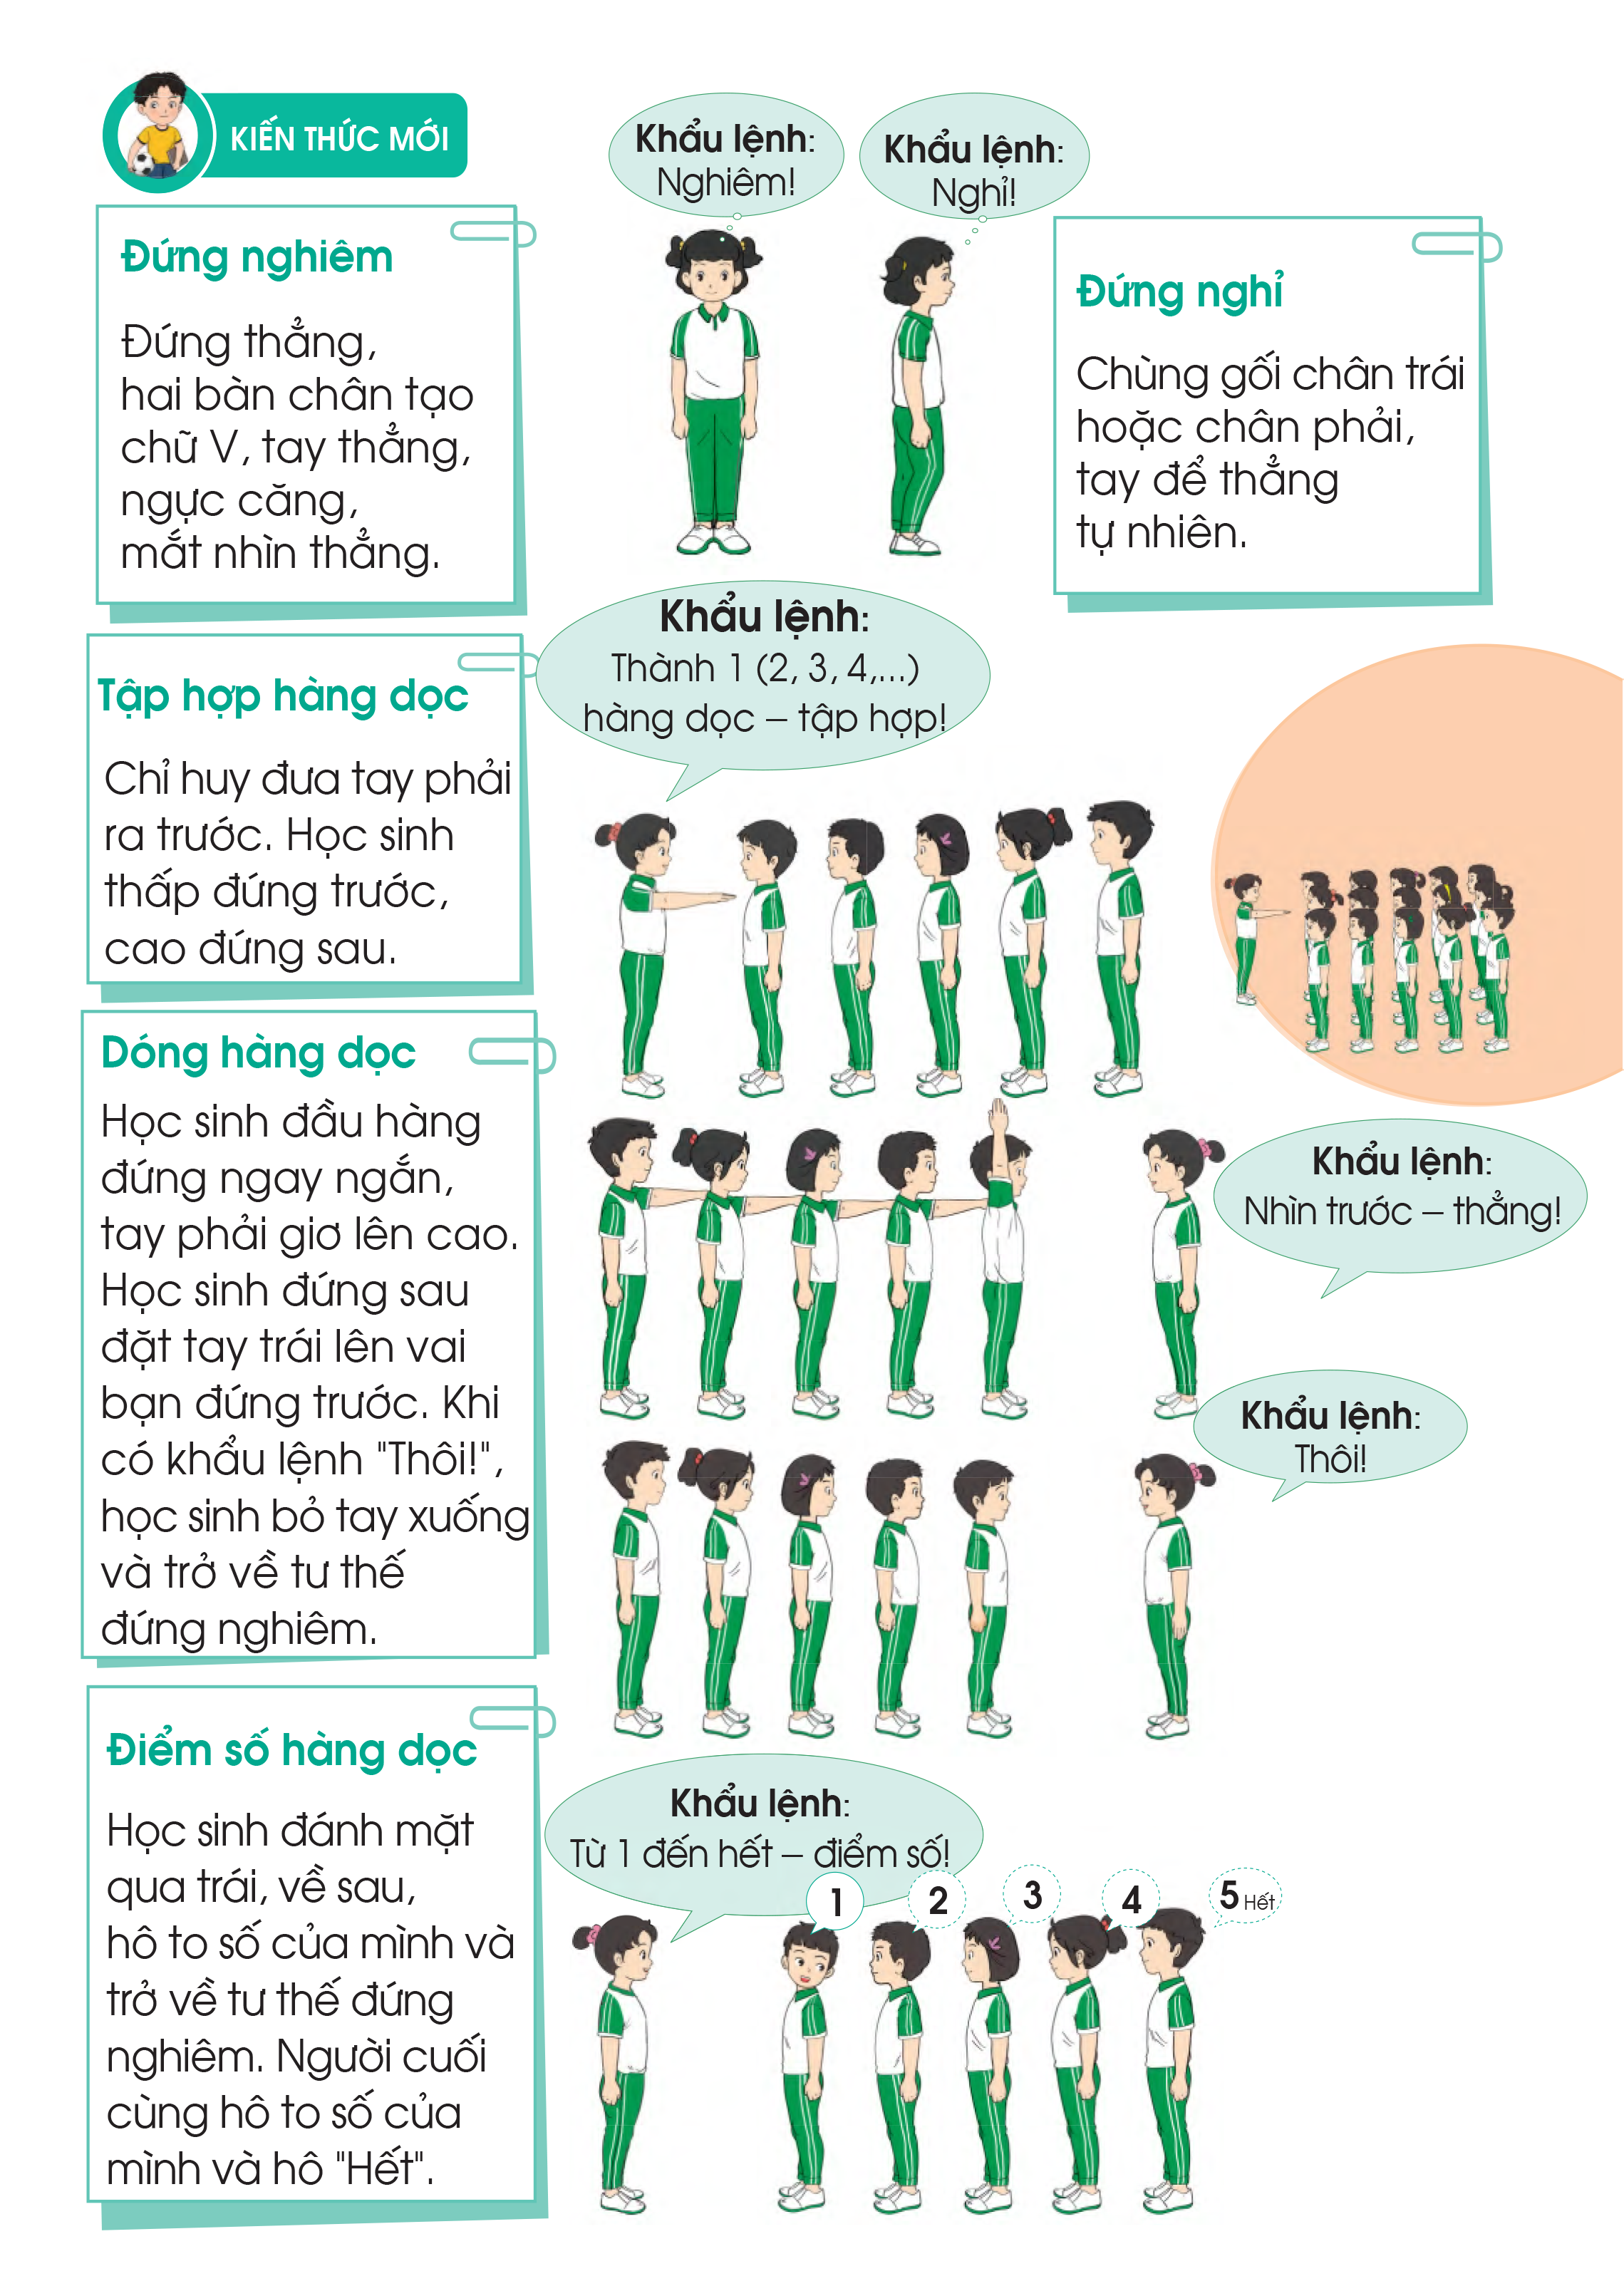 KIẾN THỨC MỚI
Khẩu lệnh:
Nghiêm!
Khẩu lệnh:
Nghỉ!
Đứng nghiêm
Đứng thẳng,
hai bàn chân tạo
chữ V, tay thẳng,
ngực căng,
mắt nhìn thẳng.
Đứng nghỉ
Chùng gối chân trái
hoặc chân phải,
tay để thẳng
tự nhiên.
Tập hợp hàng dọc
Chỉ huy đưa tay phải
ra trước. Học sinh
thấp đứng trước,
cao đứng sau.
Khẩu lệnh:
Thành 1 (2, 3, 4,...)
hàng dọc – tập hợp!
Dóng hàng dọc
Học sinh đầu hàng
đứng ngay ngắn,
tay phải giơ lên cao.
Học sinh đứng sau
đặt tay trái lên vai
bạn đứng trước. Khi
có khẩu lệnh "Thôi!",
học sinh bỏ tay xuống
và trở về tư thế
đứng nghiêm.
Khẩu lệnh:
Nhìn trước – thẳng!
Khẩu lệnh:
Thôi!
Điểm số hàng dọc
Học sinh đánh mặt
qua trái, về sau,
hô to số của mình và
trở về tư thế đứng
nghiêm. Người cuối
cùng hô to số của
mình và hô "Hết".
Khẩu lệnh:
Từ 1 đến hết – điểm số!
1
2
3
4
5 Hết